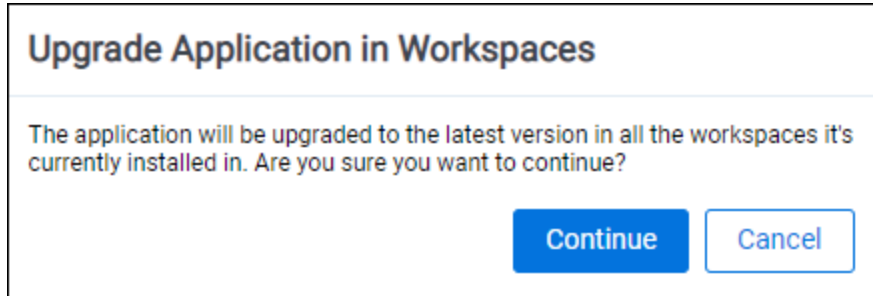 Upgrade Application in Workspaces
The application will be upgraded to the latest version in all the workspaces it's
currently installed in. Are you sure you want to continue?
Continue
Cancel